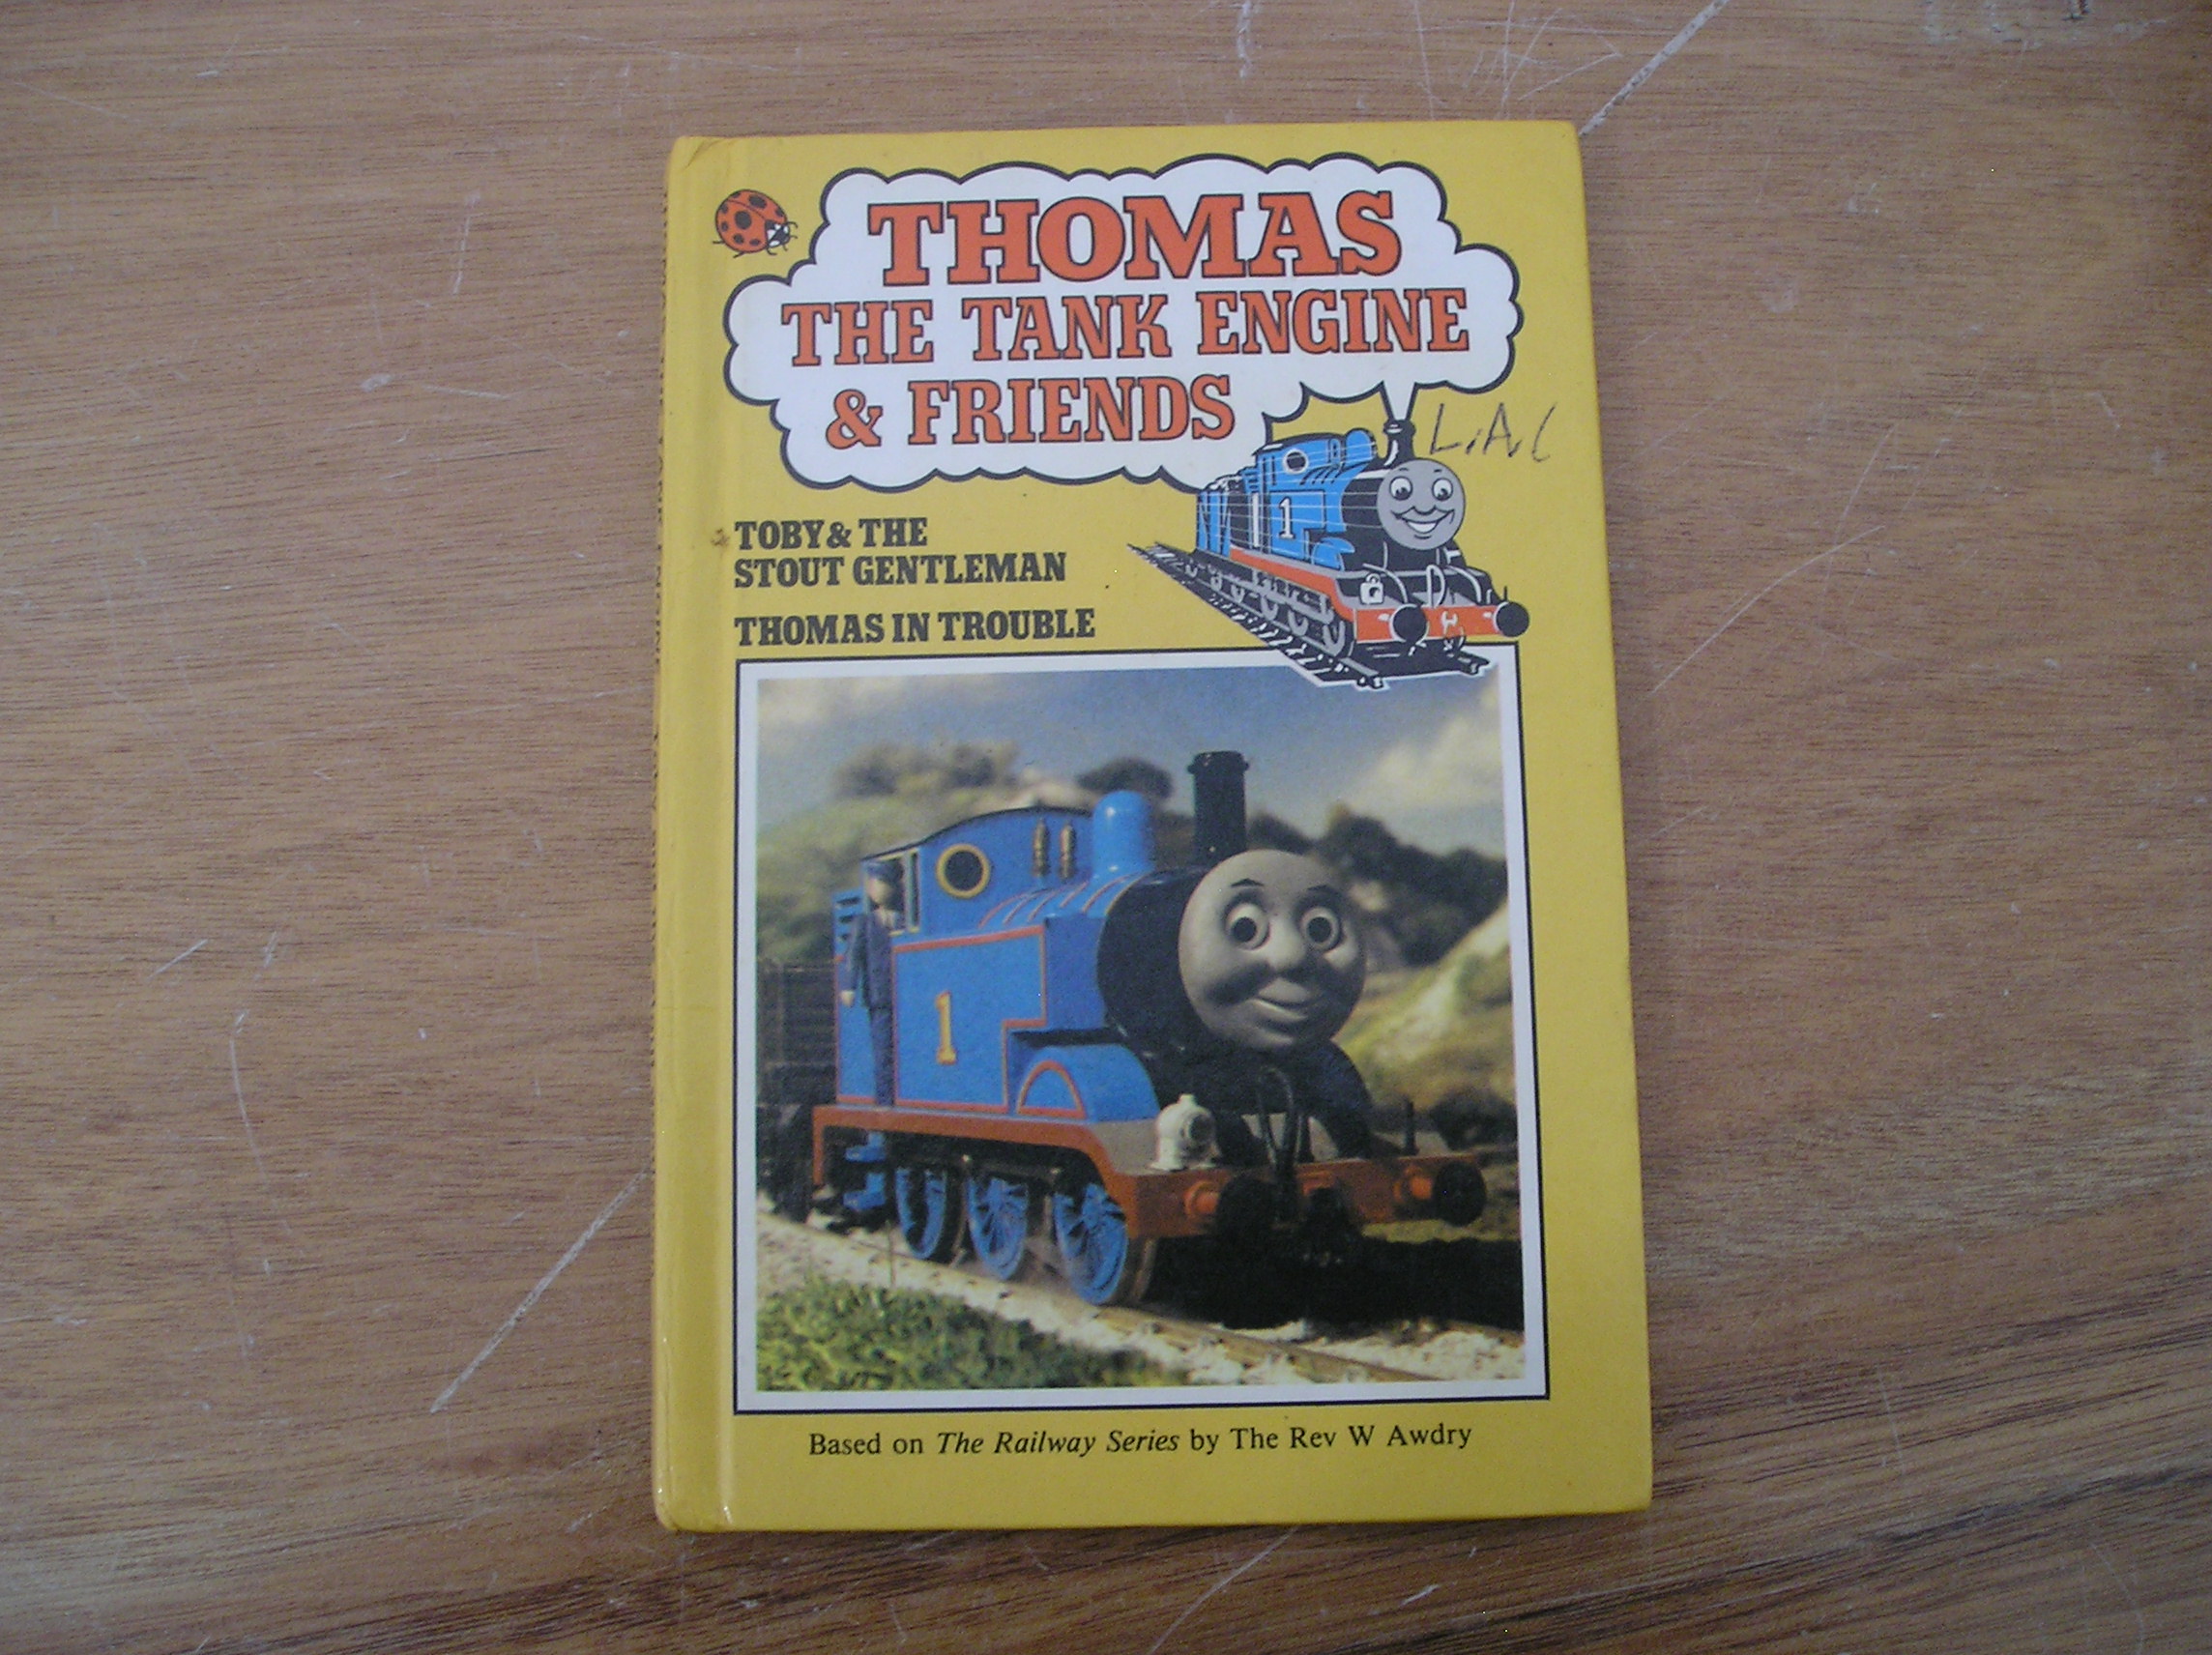 THOMAS
THE TANK ENGINE
& FRIENDS
L.A.C
1
TOBY & THE
STOUT GENTLEMAN
THOMAS IN TROUBLE
1
Based on The Railway Series by The Rev W Awdry